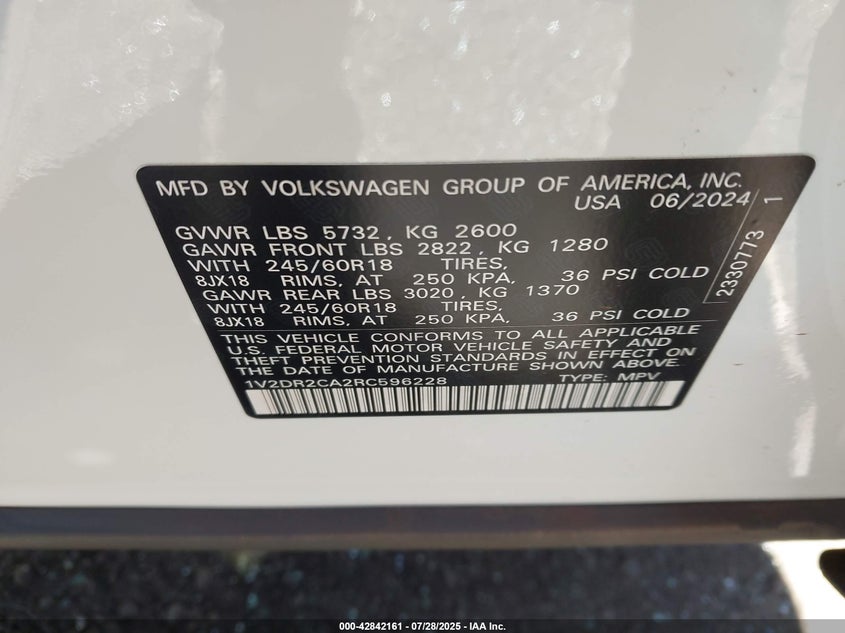 MFD BY VOLKSWAGEN GROUP OF AMERICA, INC.
USA 06/2024
GVWR LBS 5732, KG 2600
GAWR FRONT LBS 2822, KG 1280
WITH 245/60R18 TIRES,
8JX18 RIMS, AT 250 KPA, 36 PSI COLD
GAWR REAR LBS 3020, KG 1370
WITH 245/60R18 TIRES,
8JX18 RIMS, AT 250 KPA, 36 PSI COLD
THIS VEHICLE CONFORMS TO ALL APPLICABLE
U.S. FEDERAL MOTOR VEHICLE SAFETY AND
THEFT PREVENTION STANDARDS IN EFFECT ON
THE DATE OF MANUFACTURE SHOWN ABOVE.
1V2DR2CA2RC596228 TYPE: MPV
2330773 1
000-42842161 - 07/28/2025 - IAA Inc.